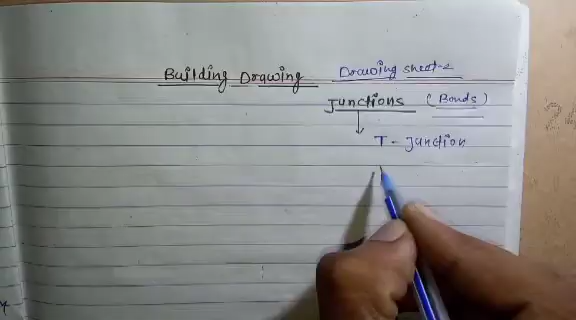 Building Drawing Drawing sheet-2
Junctions (Bonds)
T - Junction